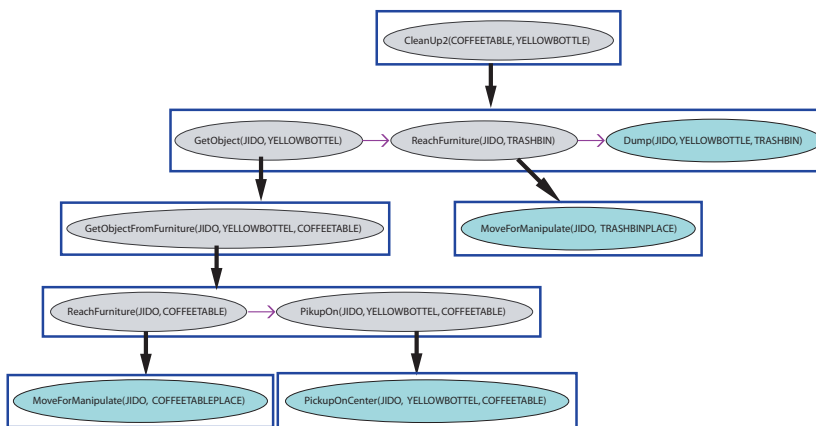 CleanUp2(COFFEETABLE, YELLOWBOTTLE)
GetObject(JIDO, YELLOWBOTTEL)
ReachFurniture(JIDO, TRASHBIN)
Dump(JIDO, YELLOWBOTTLE, TRASHBIN)
GetObjectFromFurniture(JIDO, YELLOWBOTTEL, COFFEETABLE)
MoveForManipulate(JIDO, TRASHBINPLACE)
ReachFurniture(JIDO, COFFEETABLE)
PikupOn(JIDO, YELLOWBOTTEL, COFFEETABLE)
MoveForManipulate(JIDO, COFFEETABLEPLACE)
PickupOnCenter(JIDO, YELLOWBOTTEL, COFFEETABLE)